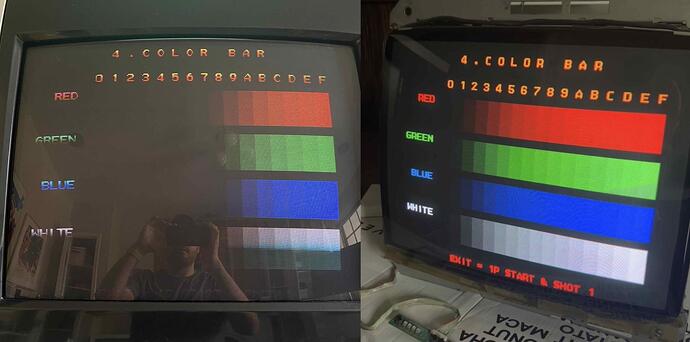 4.COLOR BAR
0123456789ABCDEF
RED
GREEN
BLUE
WHITE
4.COLOR BAR
0123456789ABCDEF
RED
GREEN
BLUE
WHITE
EXIT = 1P START & SHOT 1